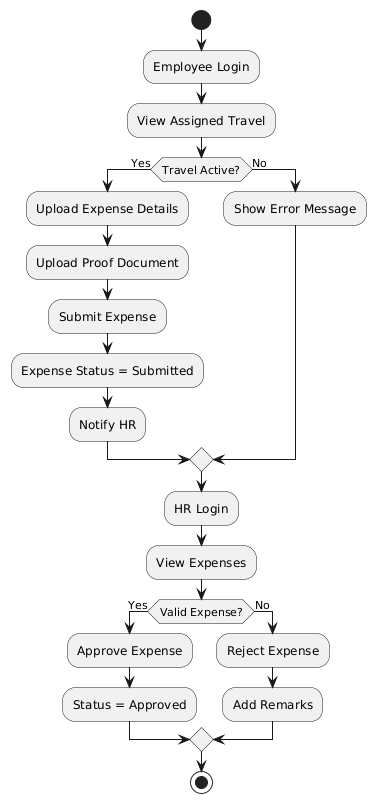 Employee Login
View Assigned Travel
Travel Active?
Yes
No
Upload Expense Details
Show Error Message
Upload Proof Document
Submit Expense
Expense Status = Submitted
Notify HR
HR Login
View Expenses
Valid Expense?
Yes
No
Approve Expense
Reject Expense
Status = Approved
Add Remarks